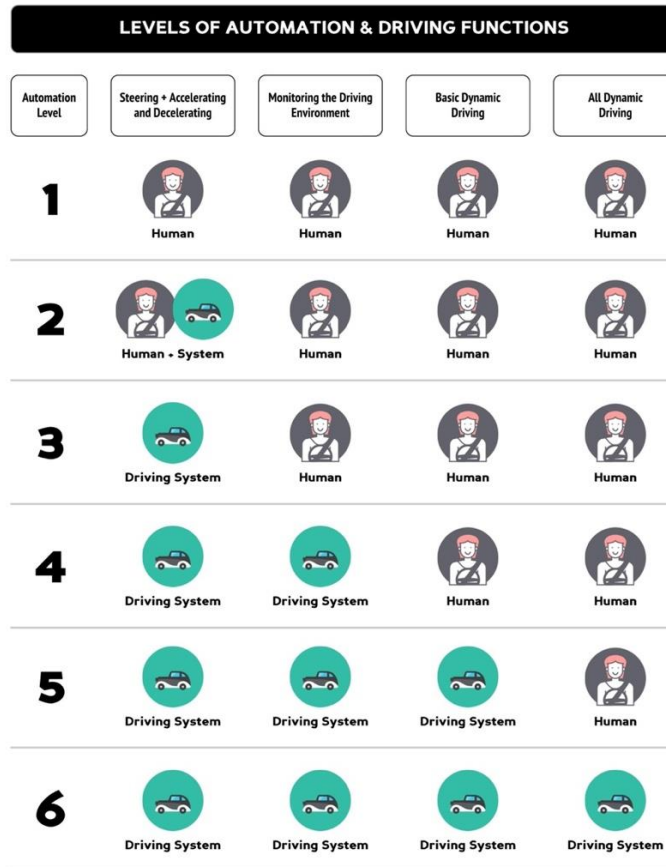 LEVELS OF AUTOMATION & DRIVING FUNCTIONS
Automation
Level
Steering + Accelerating
and Decelerating
Monitoring the Driving
Environment
Basic Dynamic
Driving
All Dynamic
Driving
1
Human
Human
Human
Human
2
Human + System
Human
Human
Human
3
Driving System
Human
Human
Human
4
Driving System
Driving System
Human
Human
5
Driving System
Driving System
Driving System
Human
6
Driving System
Driving System
Driving System
Driving System